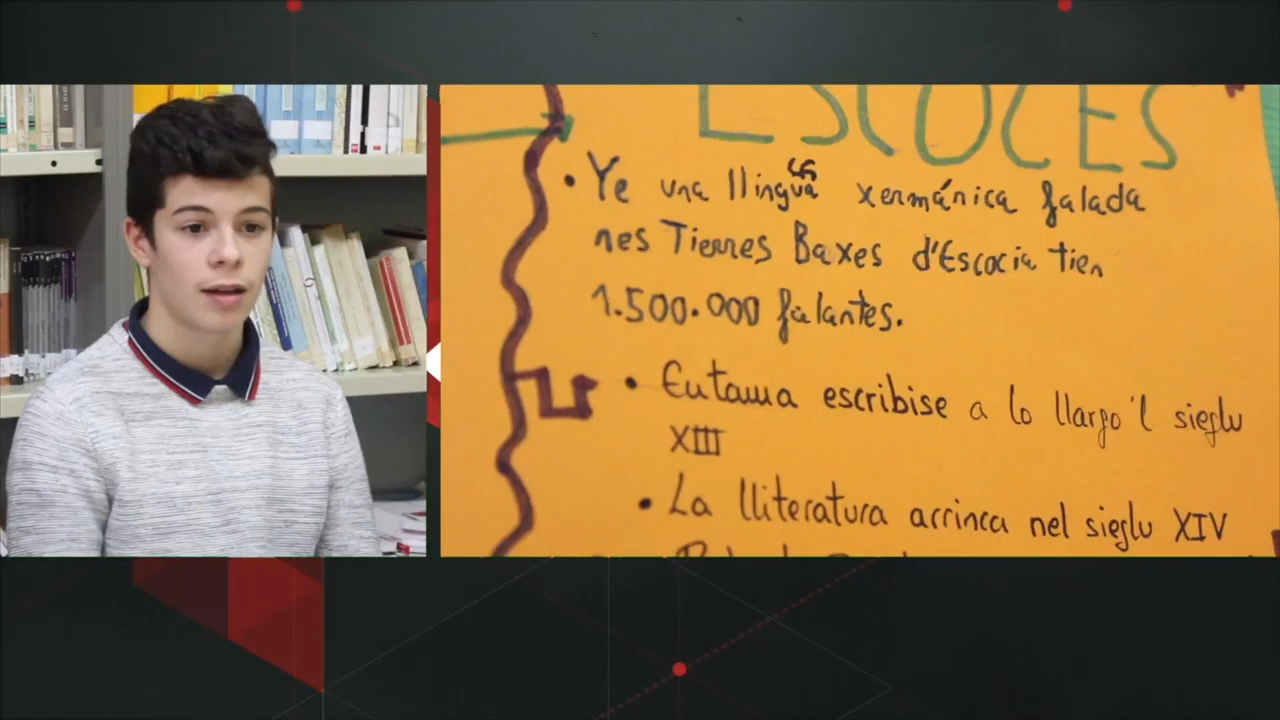 ESCOCES
• Ye una llingua xermánica falada
nes Tierres Baxes d'Escocia tien
1.500.000 falantes.
• Entama escribise a lo llargo'l sieglu
XIII
• La lliteratura arrinca nel sieglu XIV